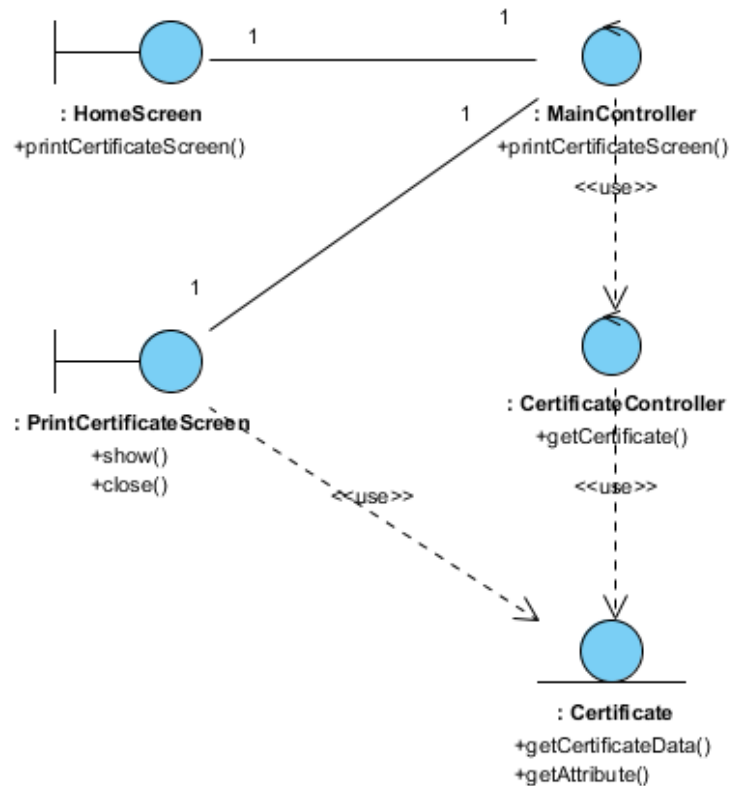 1
1
: HomeScreen
+printCertificateScreen()
: MainController
+printCertificateScreen()
1
<<use>>
1
: PrintCertificateScreen
+show()
+close()
: CertificateController
+getCertificate()
<<use>>
<<use>>
: Certificate
+getCertificateData()
+getAttribute()